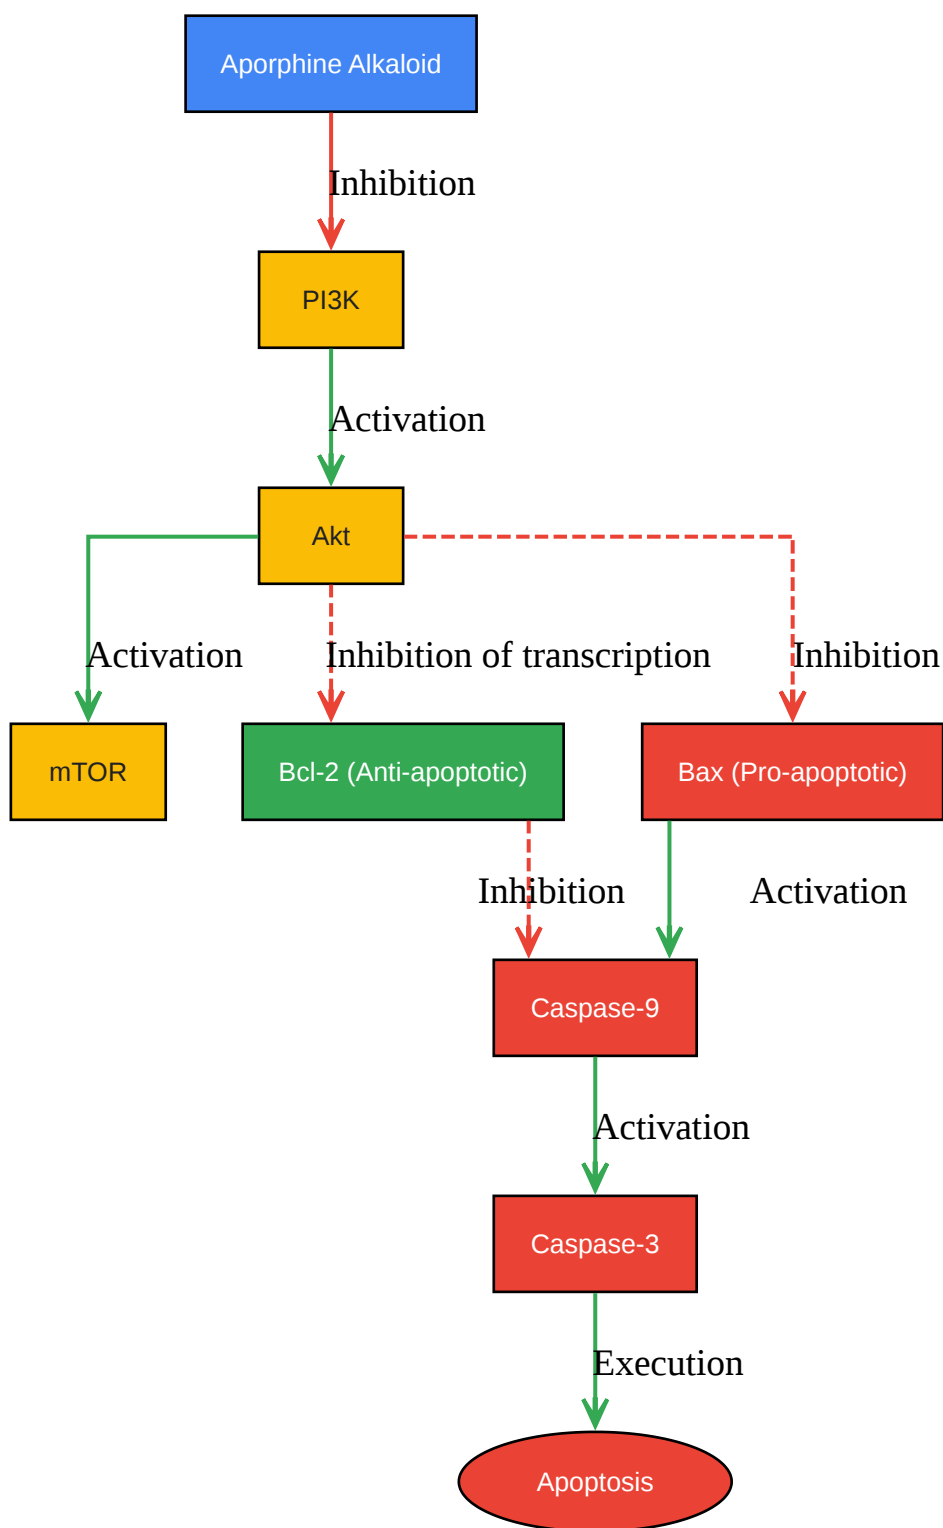 Aporphine Alkaloid
Inhibition
PI3K
Activation
Akt
Activation
Inhibition of transcription
Inhibition
mTOR
Bcl-2 (Anti-apoptotic)
Bax (Pro-apoptotic)
Inhibition
Activation
Caspase-9
Activation
Caspase-3
Execution
Apoptosis